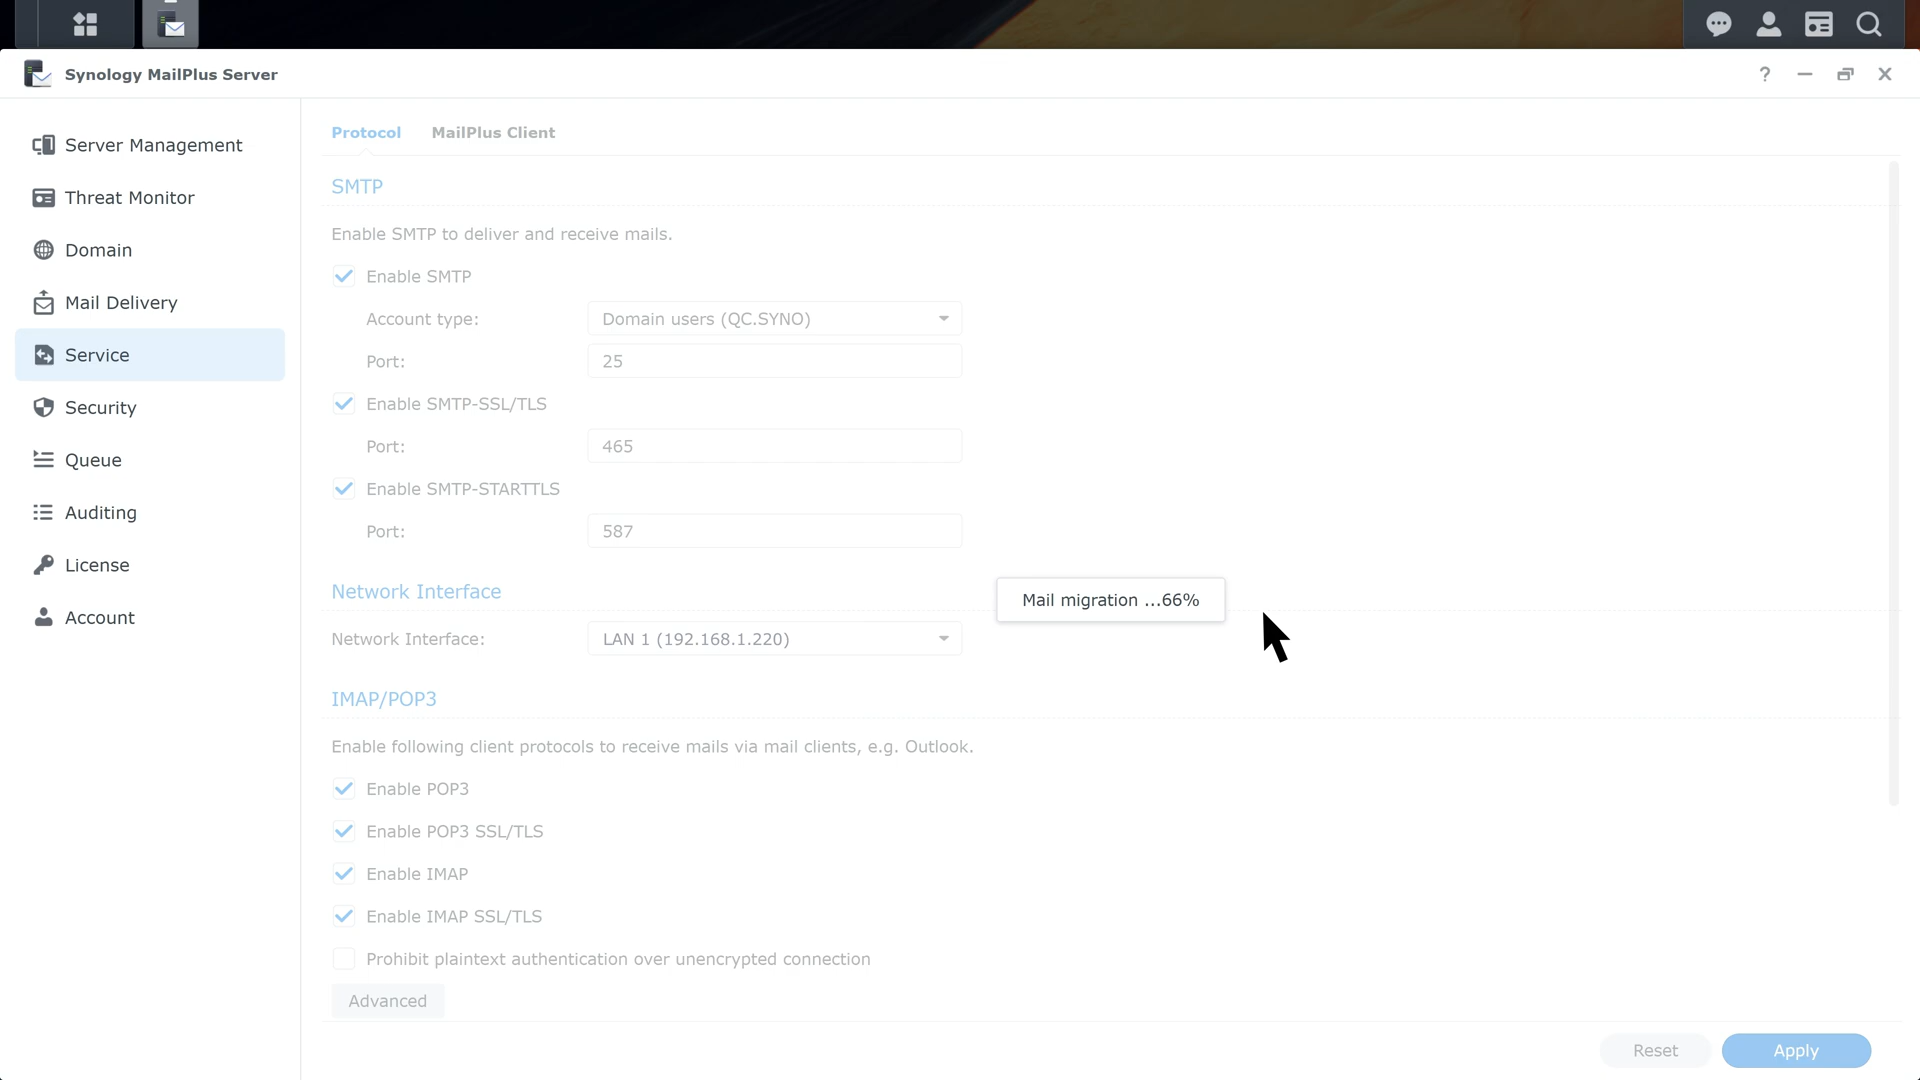 Synology MailPlus Server
?
Server Management
Threat Monitor
Domain
Mail Delivery
Service
Security
Queue
Auditing
License
Account
Protocol
MailPlus Client
SMTP
Enable SMTP to deliver and receive mails.
Enable SMTP
Account type: Domain users (QC.SYNO)
Port: 25
Enable SMTP-SSL/TLS
Port: 465
Enable SMTP-STARTTLS
Port: 587
Network Interface
Mail migration ...66%
Network Interface: LAN 1 (192.168.1.220)
IMAP/POP3
Enable following client protocols to receive mails via mail clients, e.g. Outlook.
Enable POP3
Enable POP3 SSL/TLS
Enable IMAP
Enable IMAP SSL/TLS
Prohibit plaintext authentication over unencrypted connection
Advanced
Reset
Apply